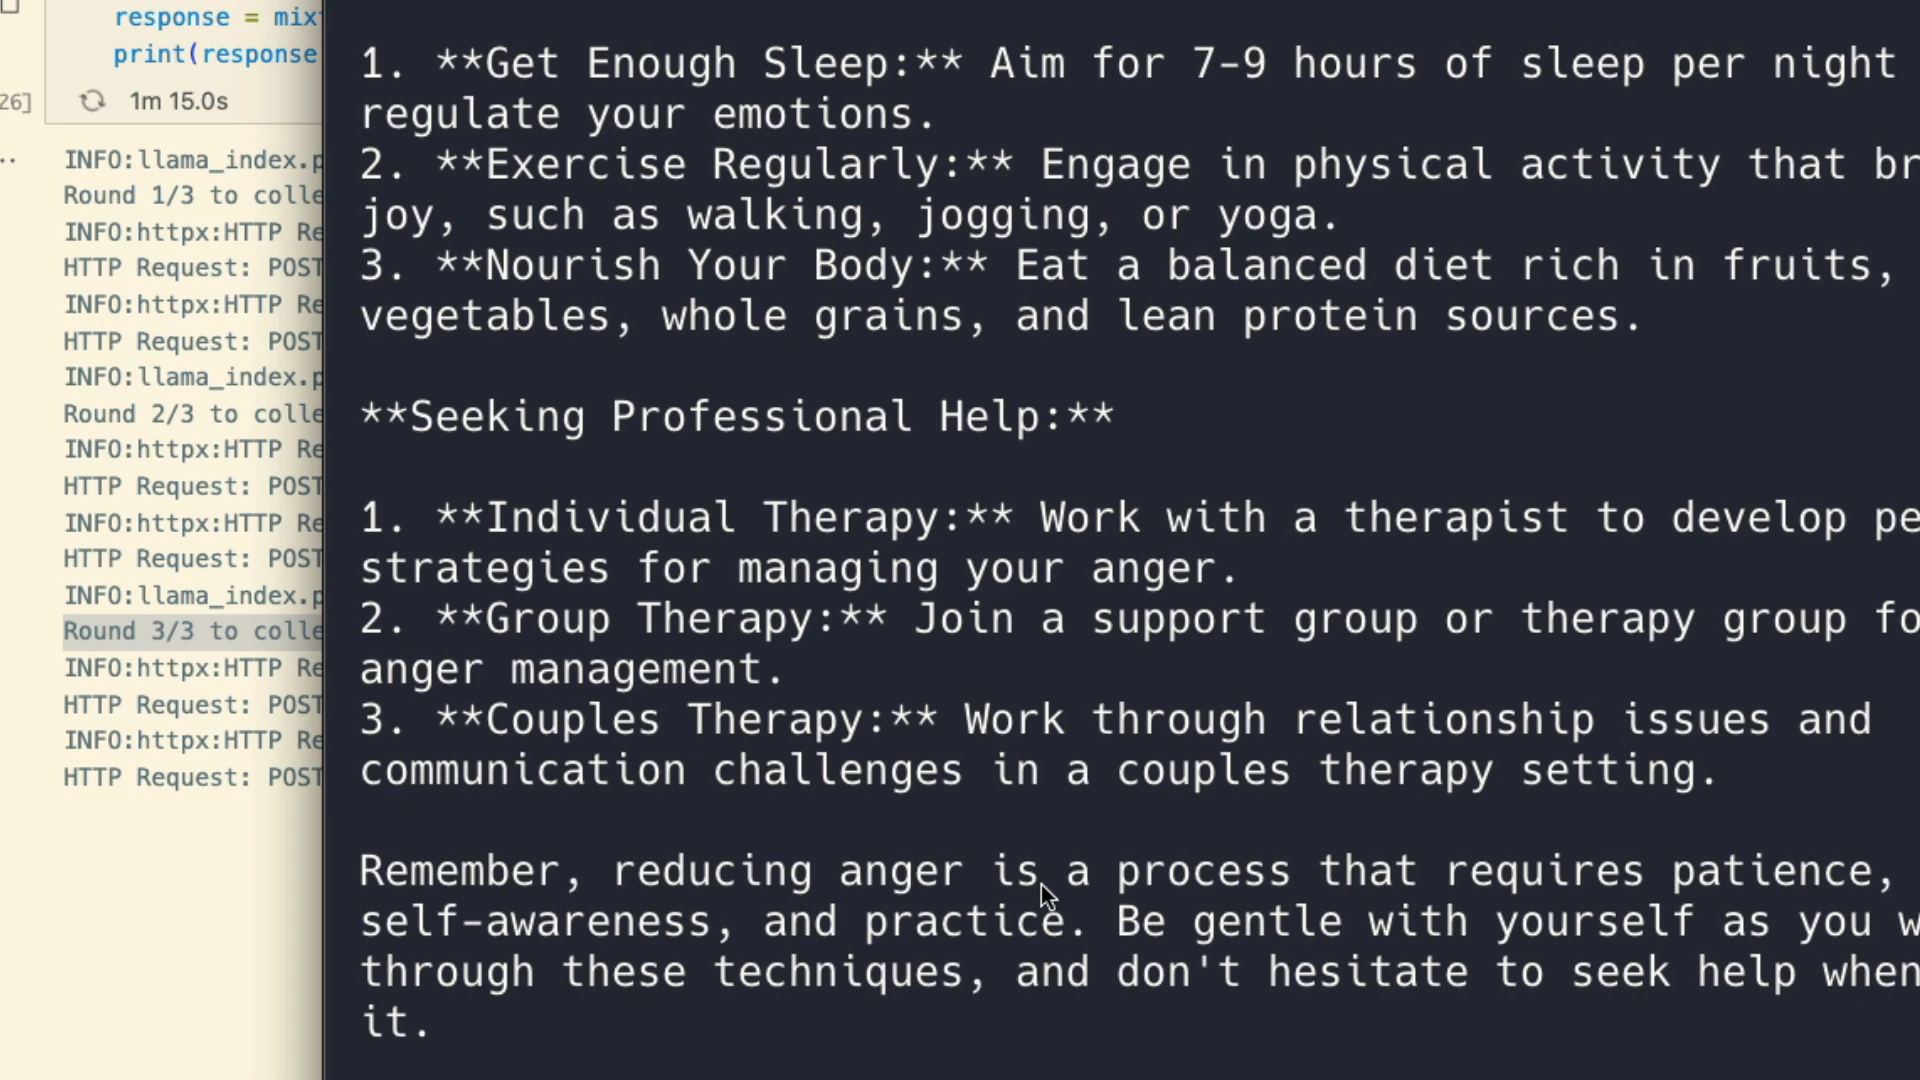 response = mix
print(response
26]
1m 15.0s
INFO:llama_index.p
Round 1/3 to colle
INFO:httpx:HTTP Re
HTTP Request: POST
INFO:httpx:HTTP Re
HTTP Request: POST
INFO:llama_index.p
Round 2/3 to colle
INFO:httpx:HTTP Re
HTTP Request: POST
INFO:httpx:HTTP Re
HTTP Request: POST
INFO:llama_index.p
Round 3/3 to colle
INFO:httpx:HTTP Re
HTTP Request: POST
INFO:httpx:HTTP Re
HTTP Request: POST
1. **Get Enough Sleep:** Aim for 7-9 hours of sleep per night
regulate your emotions.
2. **Exercise Regularly:** Engage in physical activity that br
joy, such as walking, jogging, or yoga.
3. **Nourish Your Body:** Eat a balanced diet rich in fruits,
vegetables, whole grains, and lean protein sources.
**Seeking Professional Help:**
1. **Individual Therapy:** Work with a therapist to develop pe
strategies for managing your anger.
2. **Group Therapy:** Join a support group or therapy group fo
anger management.
3. **Couples Therapy:** Work through relationship issues and
communication challenges in a couples therapy setting.
Remember, reducing anger is a process that requires patience,
self-awareness, and practice. Be gentle with yourself as you w
through these techniques, and don't hesitate to seek help when
it.